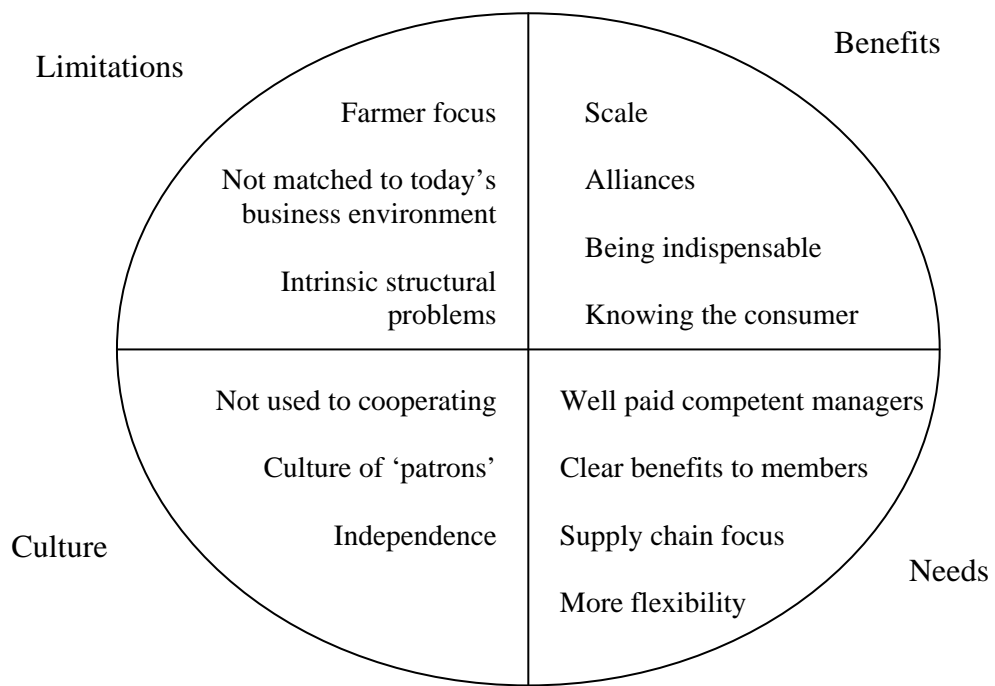 Limitations
Farmer focus
Not matched to today’s
business environment
Intrinsic structural
problems
Benefits
Scale
Alliances
Being indispensable
Knowing the consumer
Culture
Not used to cooperating
Culture of ‘patrons’
Independence
Needs
Well paid competent managers
Clear benefits to members
Supply chain focus
More flexibility